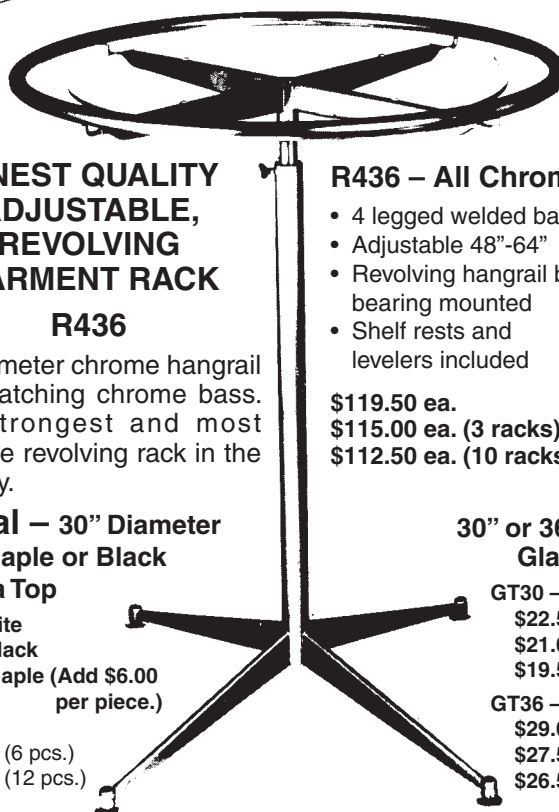 NEST QUALITY
ADJUSTABLE,
REVOLVING
ARMENT RACK
R436
meter chrome hangrail
atching chrome bass.
trongest and most
e revolving rack in the
y.
al – 30” Diameter
aple or Black
a Top
ite
lack
aple (Add $6.00
per piece.)
(6 pcs.)
(12 pcs.)
R436 – All Chrom
• 4 legged welded ba
• Adjustable 48”-64”
• Revolving hangrail b
bearing mounted
• Shelf rests and
levelers included
$119.50 ea.
$115.00 ea. (3 racks)
$112.50 ea. (10 racks
30” or 36
Gla
GT30 –
$22.5
$21.0
$19.5
GT36 –
$29.0
$27.5
$26.5